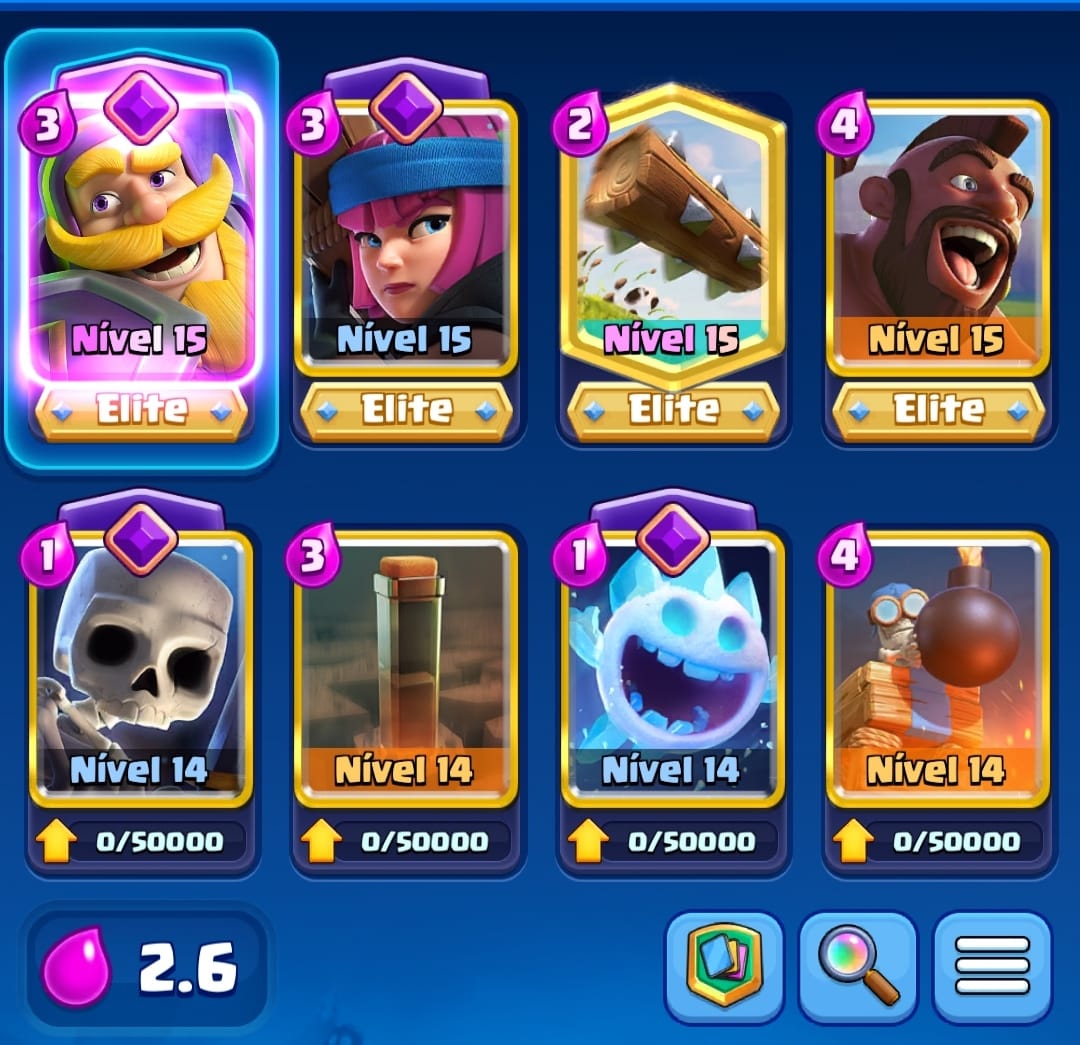 3 3 2 4
Nível 15 Nível 15 Nível 15 Nível 15
Elite Elite Elite Elite
1 3 1 4
Nível 14 Nível 14 Nível 14 Nível 14
0/50000 0/50000 0/50000 0/50000
2.6